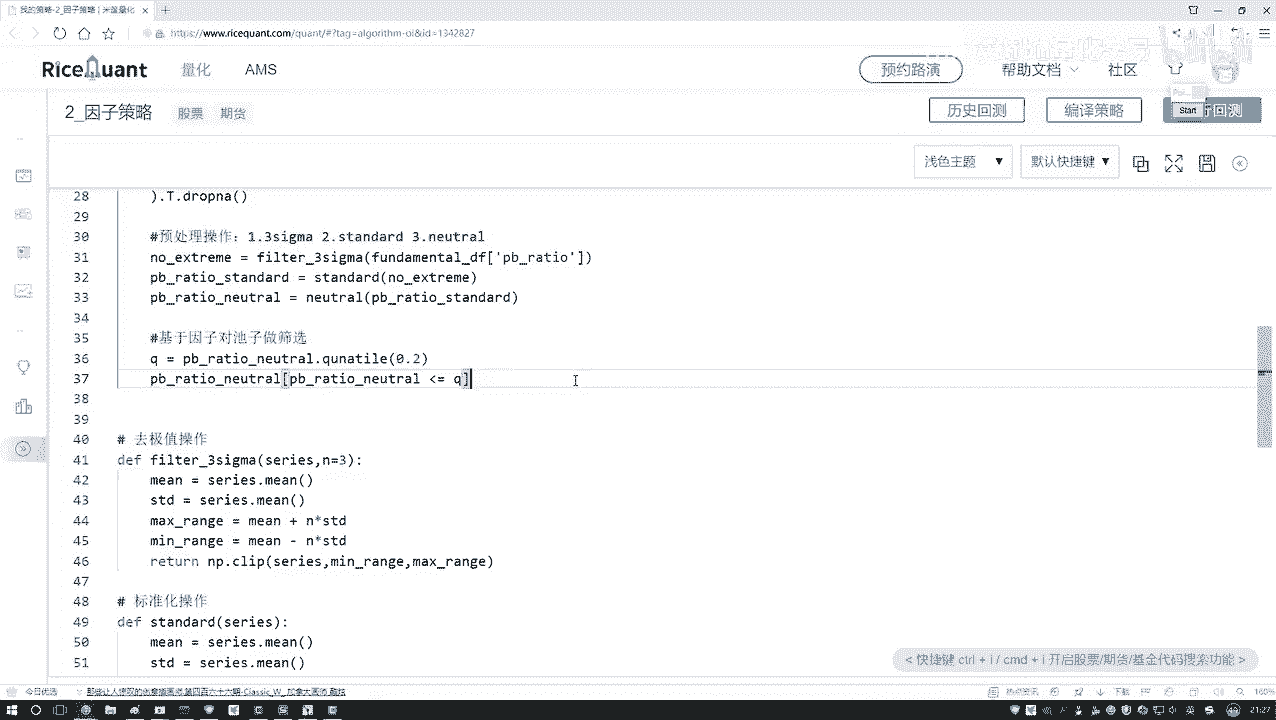 我的策略-2_因子策略 | 米筐量化
https://www.ricequant.com/quant/#?tag=algorithm-ol&id=1342827
RiceQuant 量化 AMS 预约路演 帮助文档 社区
2_因子策略 股票 期货 历史回测 编译策略 回测
Start
浅色主题 ▼ 默认快捷键 ▼
28 ).T.dropna()
29
30 #预处理操作：1.3sigma 2.standard 3.neutral
31 no_extreme = filter_3sigma(fundamental_df['pb_ratio'])
32 pb_ratio_standard = standard(no_extreme)
33 pb_ratio_neutral = neutral(pb_ratio_standard)
34
35 #基于因子对池子做筛选
36 q = pb_ratio_neutral.qunatile(0.2)
37 pb_ratio_neutral[pb_ratio_neutral <= q]
38
39
40 # 去极值操作
41 def filter_3sigma(series,n=3):
42 mean = series.mean()
43 std = series.mean()
44 max_range = mean + n*std
45 min_range = mean - n*std
46 return np.clip(series,min_range,max_range)
47
48 # 标准化操作
49 def standard(series):
50 mean = series.mean()
51 std = series.mean()
< 快捷键 ctrl + i / cmd + i 开启股票/期货/基金代码搜索功能 >
今日优选
下载
100%
21:27